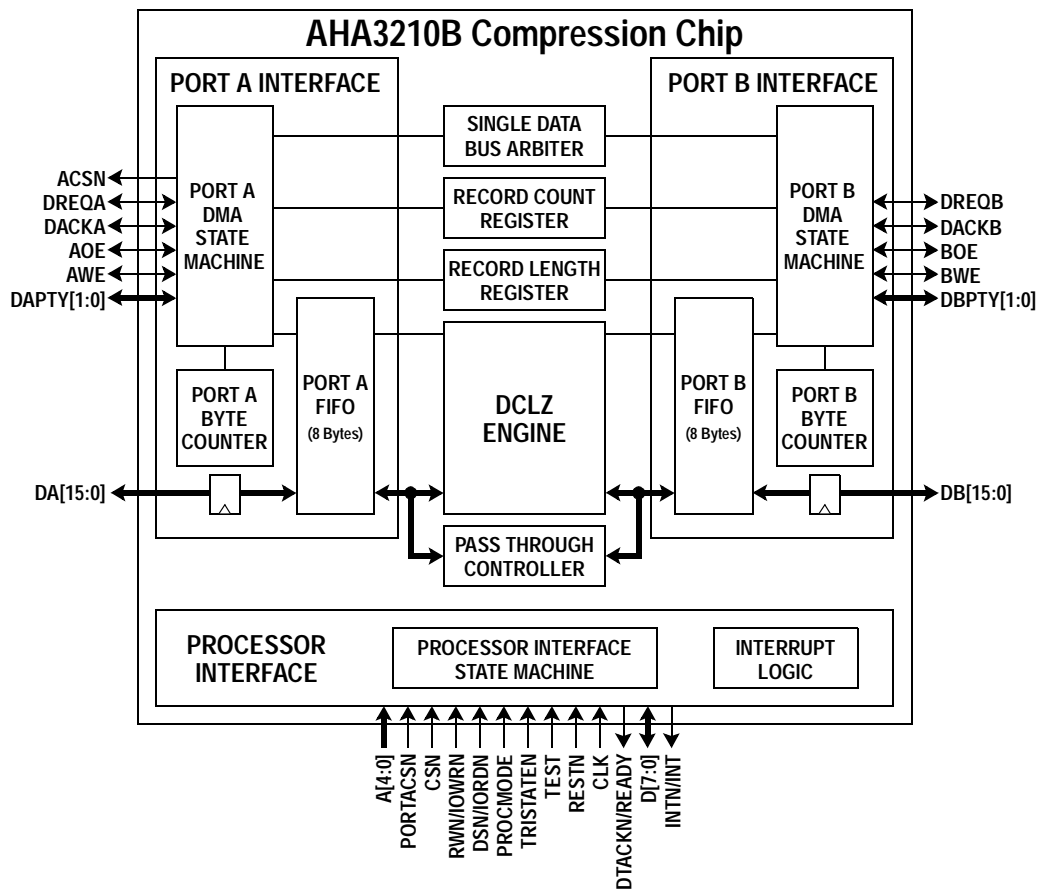 AHA3210B Compression Chip
PORT A INTERFACE
PORT B INTERFACE
SINGLE DATA
BUS ARBITER
RECORD COUNT
REGISTER
RECORD LENGTH
REGISTER
PORT A
DMA
STATE
MACHINE
PORT B
DMA
STATE
MACHINE
ACSN
DREQA
DACKA
AOE
AWE
DAPTY[1:0]
DREQB
DACKB
BOE
BWE
DBPTY[1:0]
PORT A
BYTE
COUNTER
PORT A
FIFO
(8 Bytes)
DCLZ
ENGINE
PORT B
FIFO
(8 Bytes)
PORT B
BYTE
COUNTER
DA[15:0]
DB[15:0]
PASS THROUGH
CONTROLLER
PROCESSOR
INTERFACE
PROCESSOR INTERFACE
STATE MACHINE
INTERRUPT
LOGIC
A[4:0]
PORTACSN
CSN
RWN/IOWRN
DSN/IORDN
PROCMODE
TRISTATEN
TEST
RESTN
CLK
DTACKN/READY
D[7:0]
INTN/INT